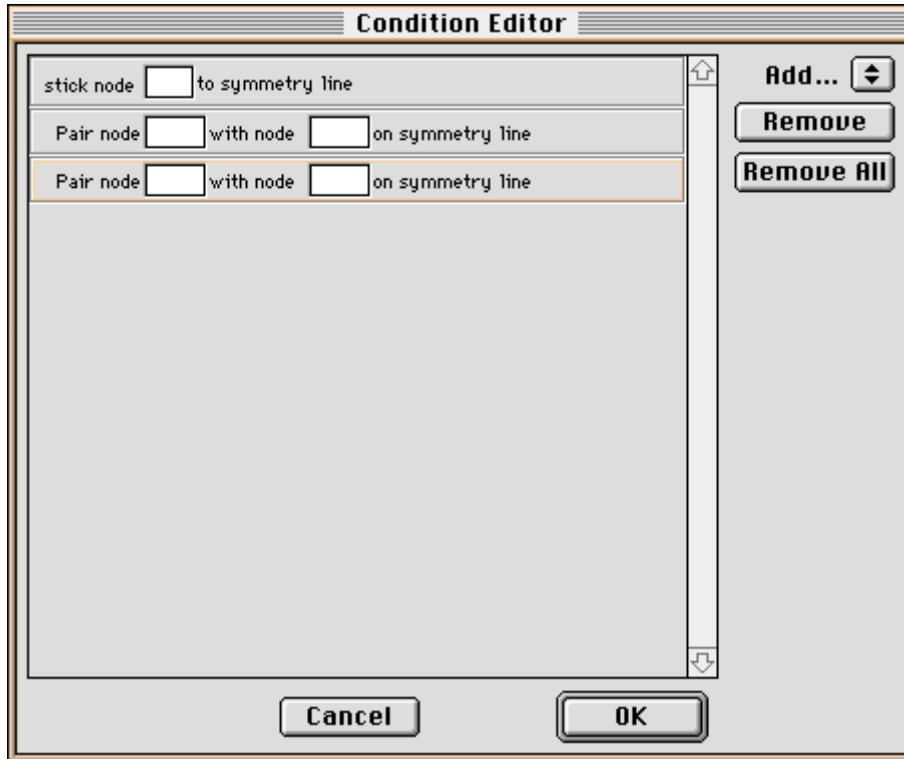 Condition Editor
stick node to symmetry line
Pair node with node on symmetry line
Pair node with node on symmetry line
Add...
Remove
Remove All
Cancel
OK